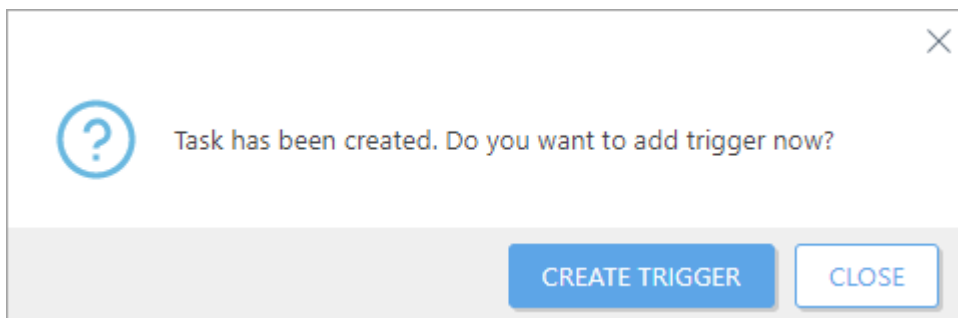 Task has been created. Do you want to add trigger now?
CREATE TRIGGER
CLOSE